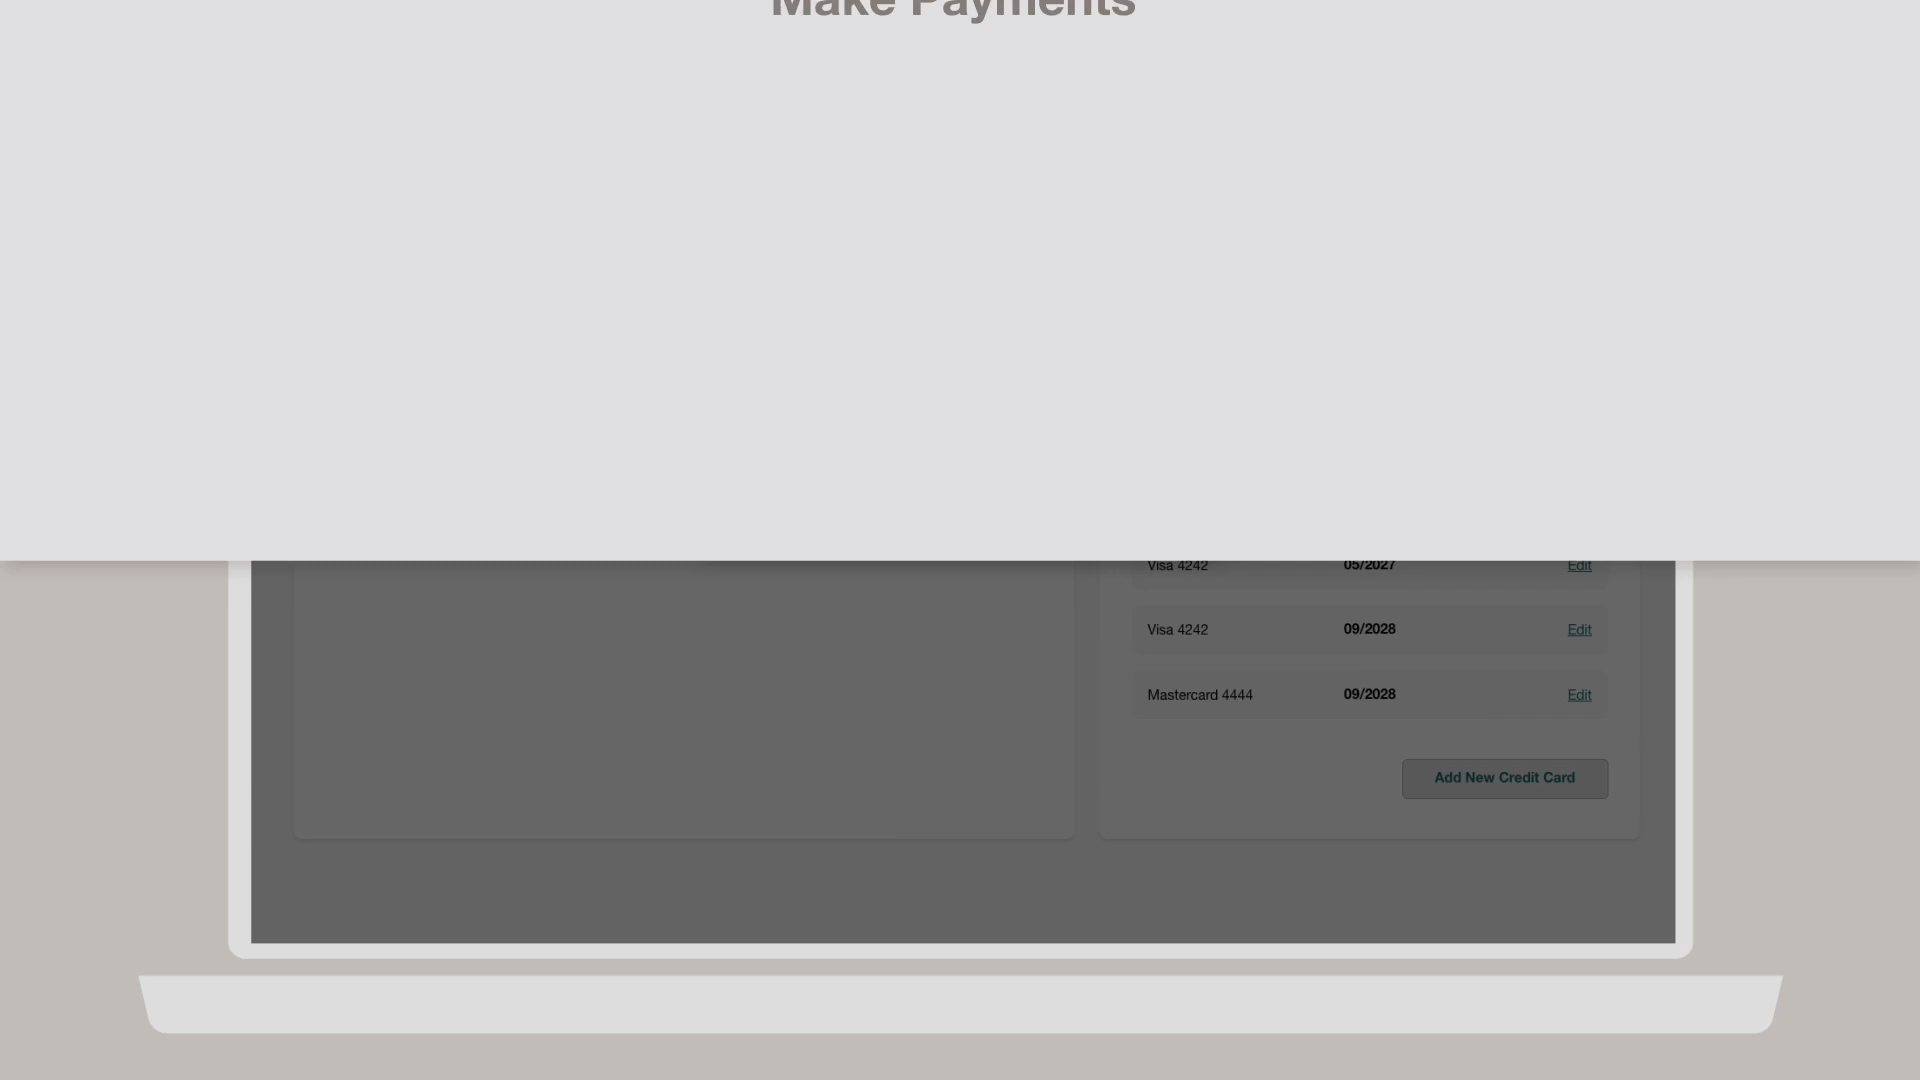 Make Payments
Visa 4242 05/2027 Edit
Visa 4242 09/2028 Edit
Mastercard 4444 09/2028 Edit
Add New Credit Card